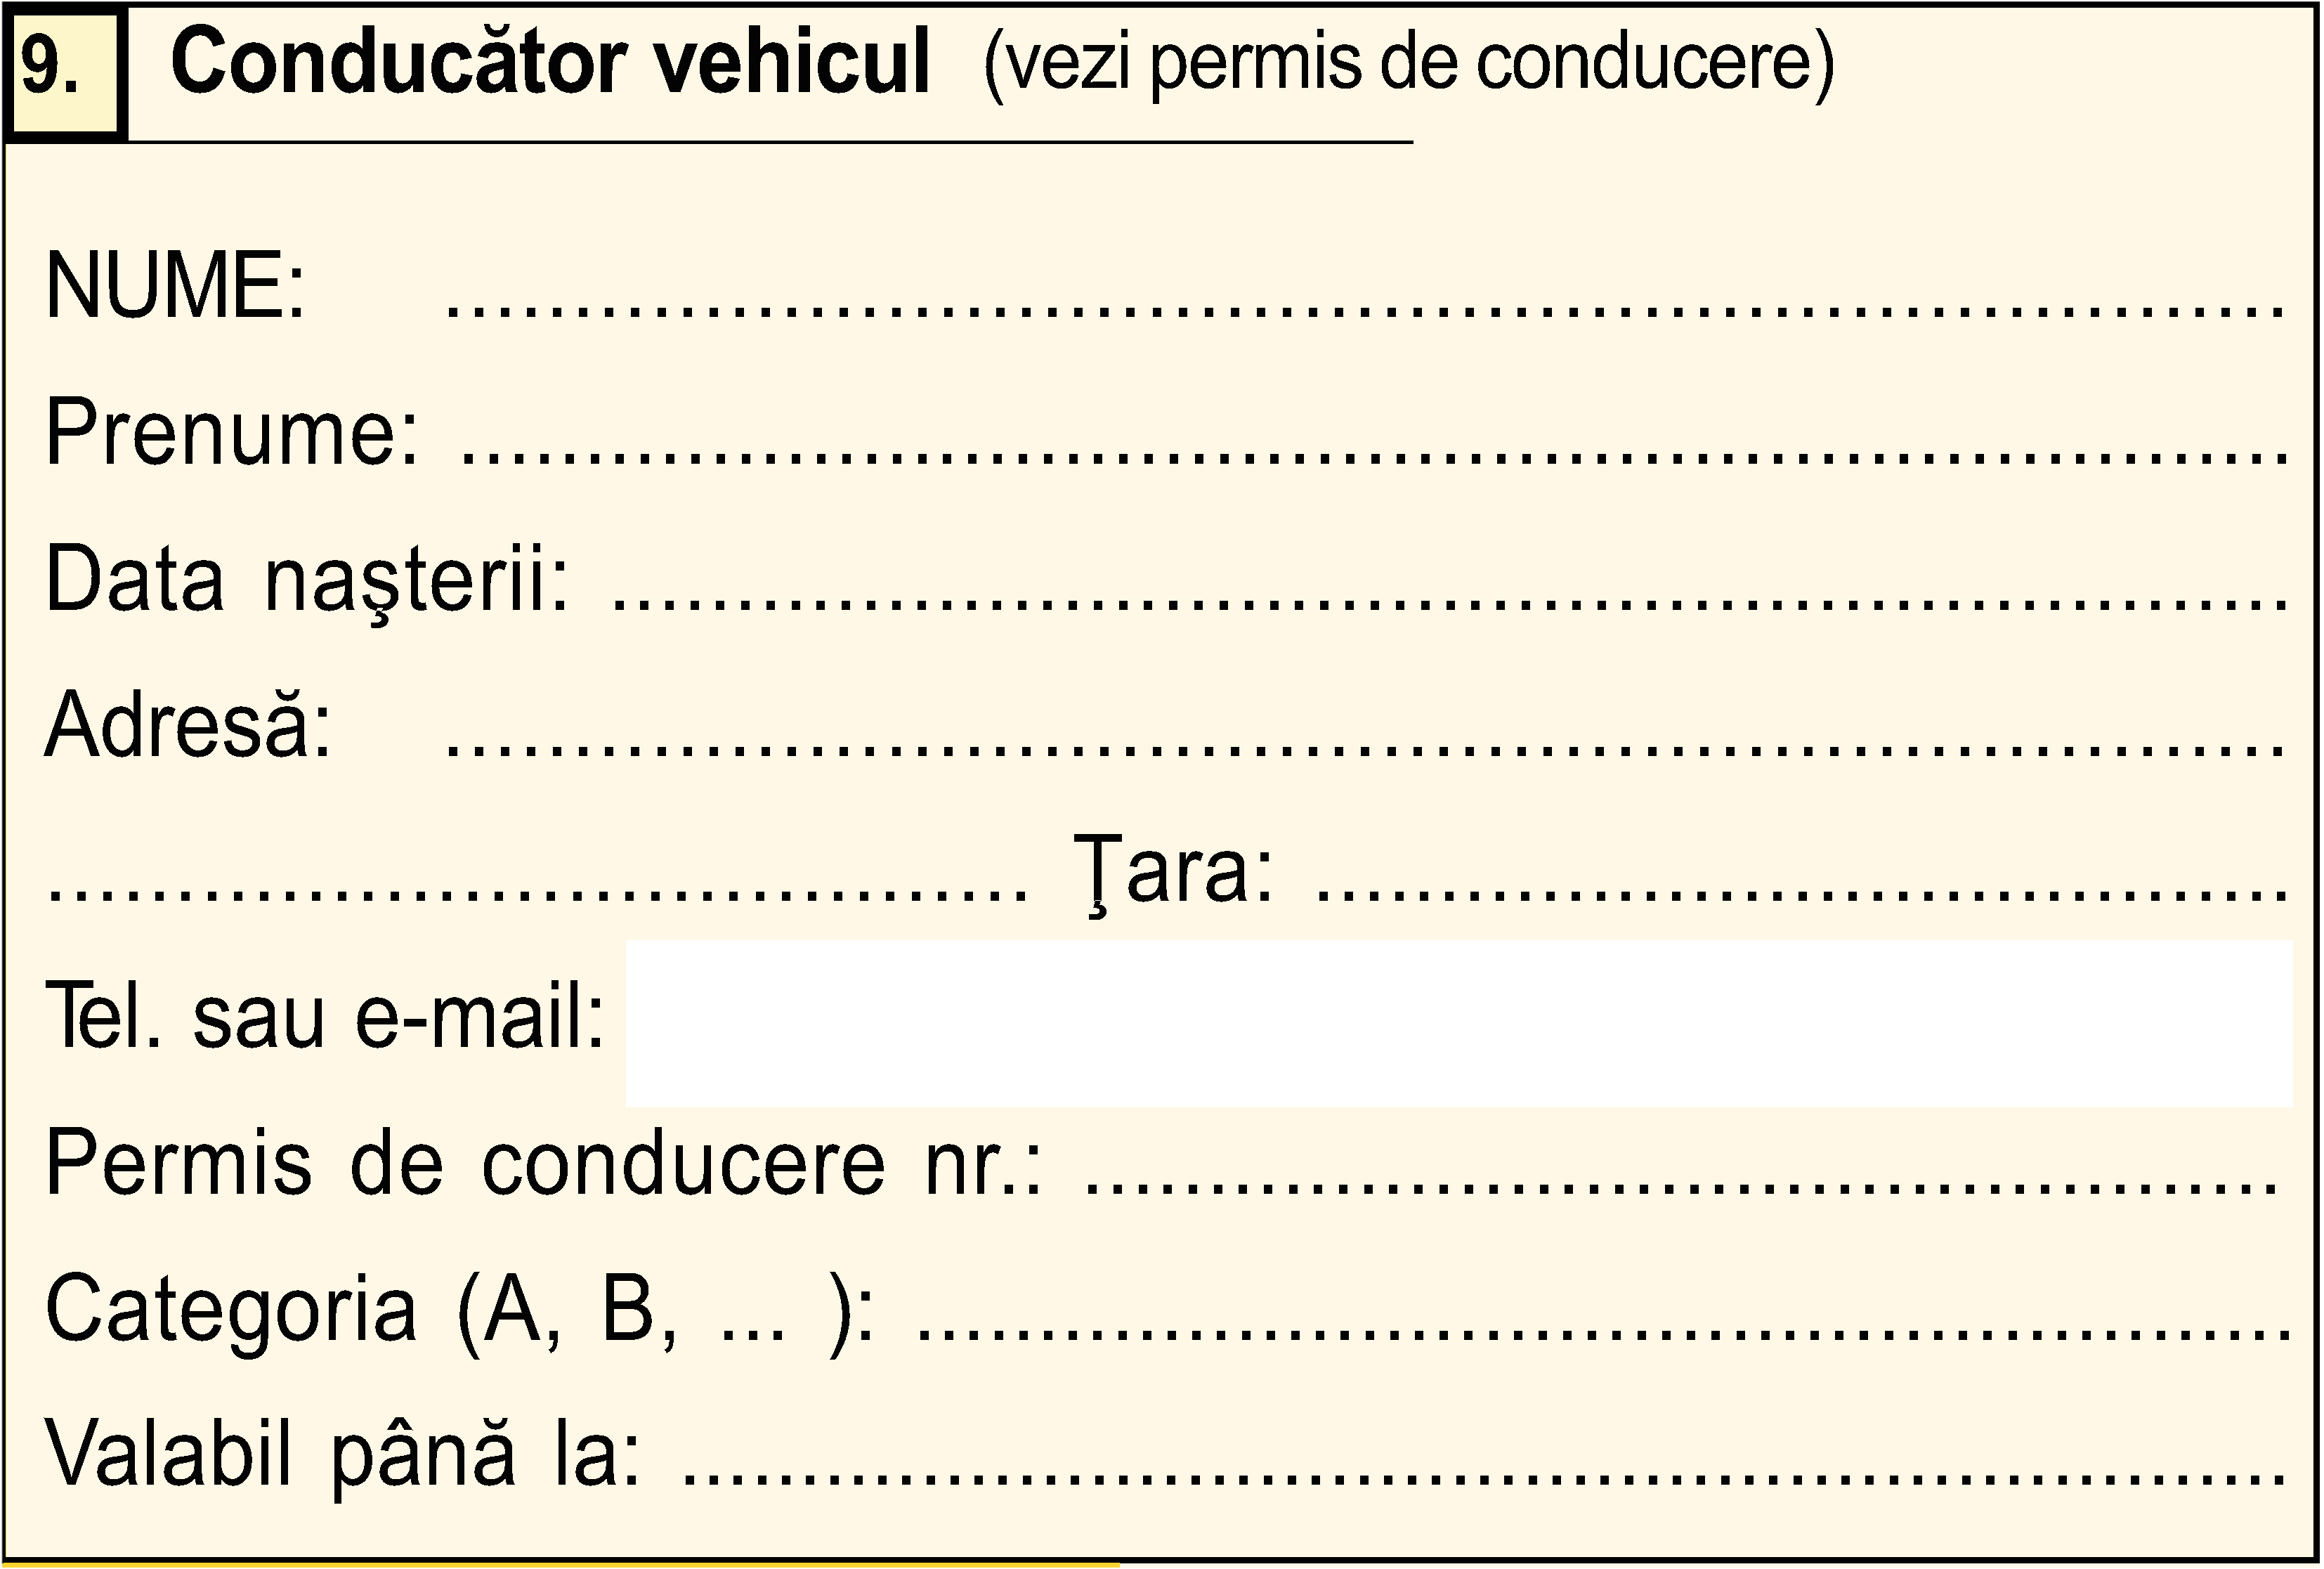 9. Conducător vehicul (vezi permis de conducere)
NUME: ........................................................................
Prenume: ........................................................................
Data naşterii: ..................................................................
Adresă: ........................................................................
...................................... Ţara: .......................................
Tel. sau e-mail:
Permis de conducere nr.: ................................................
Categoria (A, B, ... ): ........................................................
Valabil până la: ..................................................................